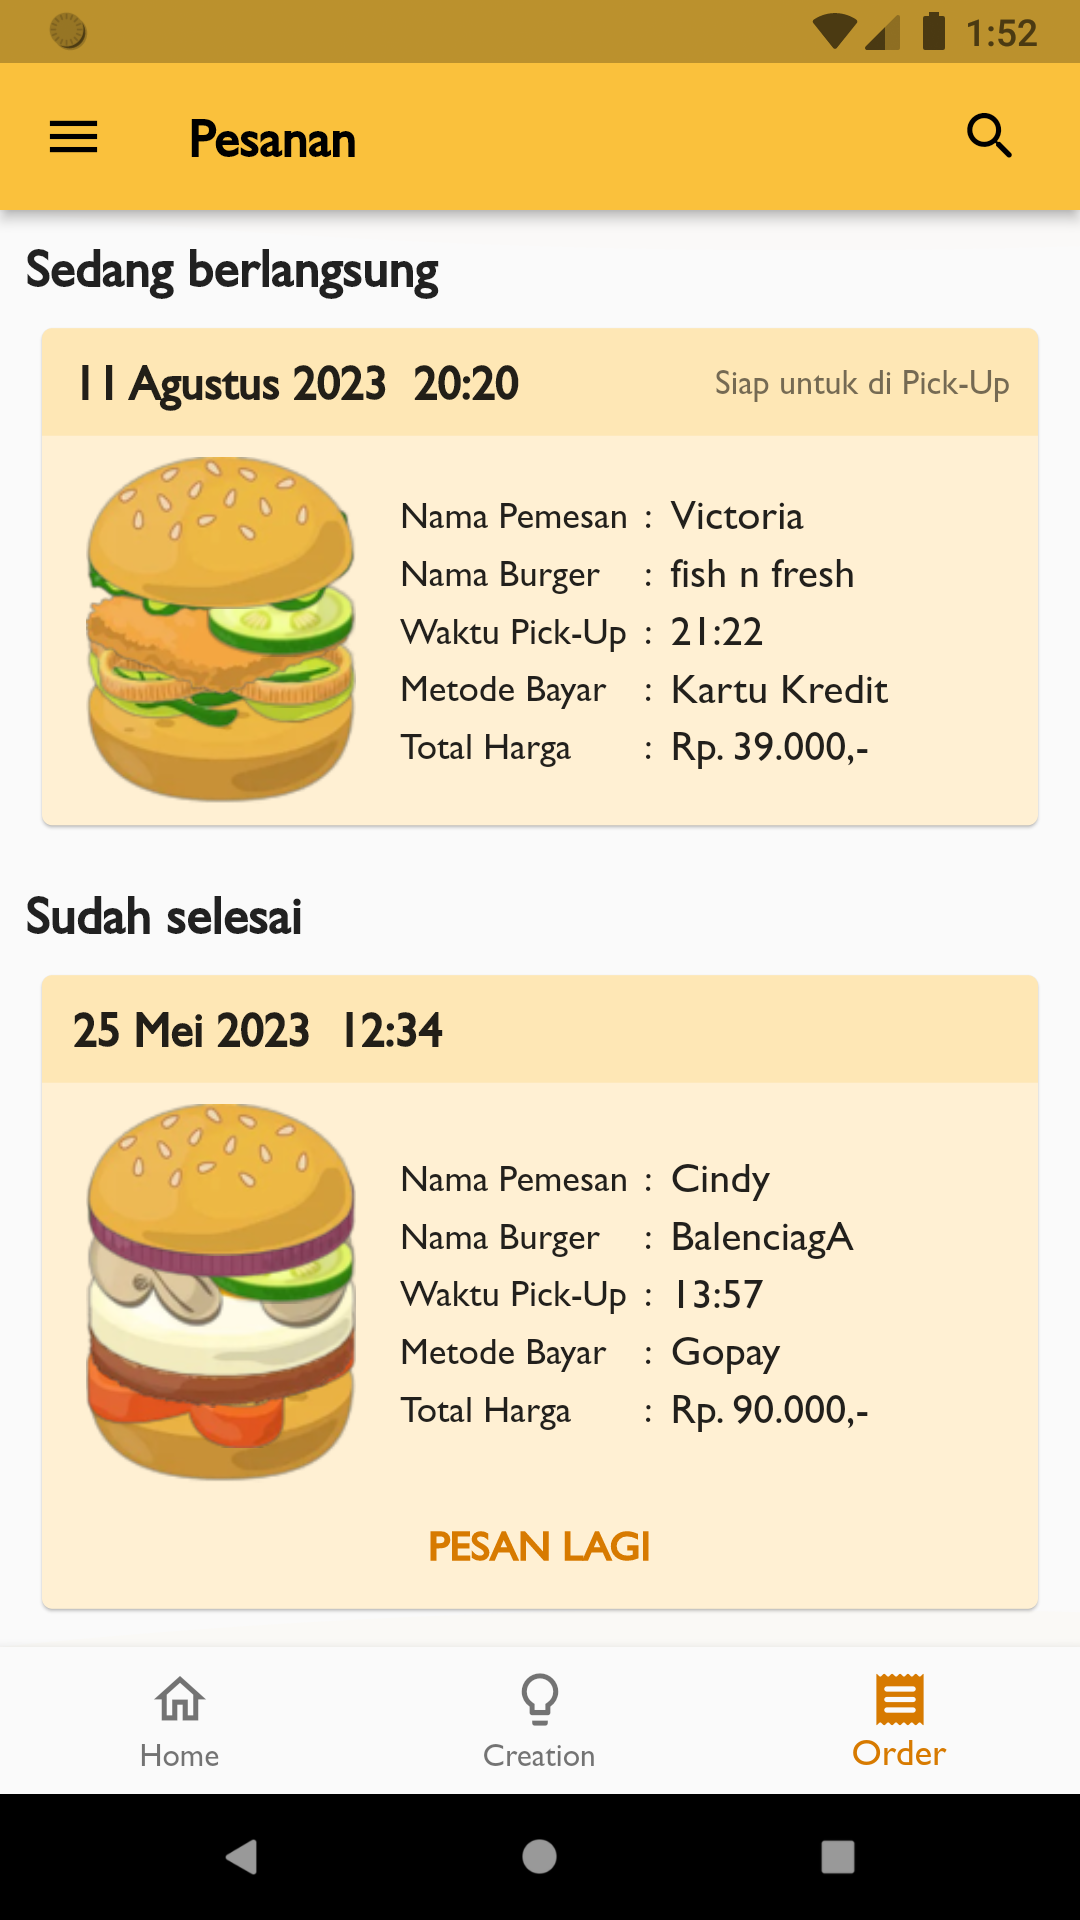 1:52
Pesanan
Sedang berlangsung
11 Agustus 2023 20:20 Siap untuk di Pick-Up
Nama Pemesan : Victoria
Nama Burger : fish n fresh
Waktu Pick-Up : 21:22
Metode Bayar : Kartu Kredit
Total Harga : Rp. 39.000,-
Sudah selesai
25 Mei 2023 12:34
Nama Pemesan : Cindy
Nama Burger : BalenciagA
Waktu Pick-Up : 13:57
Metode Bayar : Gopay
Total Harga : Rp. 90.000,-
PESAN LAGI
Home Creation Order